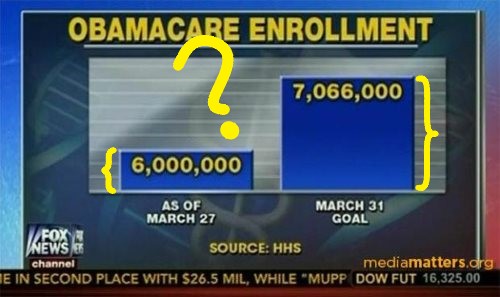 OBAMACARE ENROLLMENT
?
7,066,000
6,000,000
AS OF
MARCH 27
MARCH 31
GOAL
SOURCE: HHS
FOX
NEWS
channel
mediamatters.org
IE IN SECOND PLACE WITH $26.5 MIL, WHILE "MUPP
DOW FUT 16,325.00